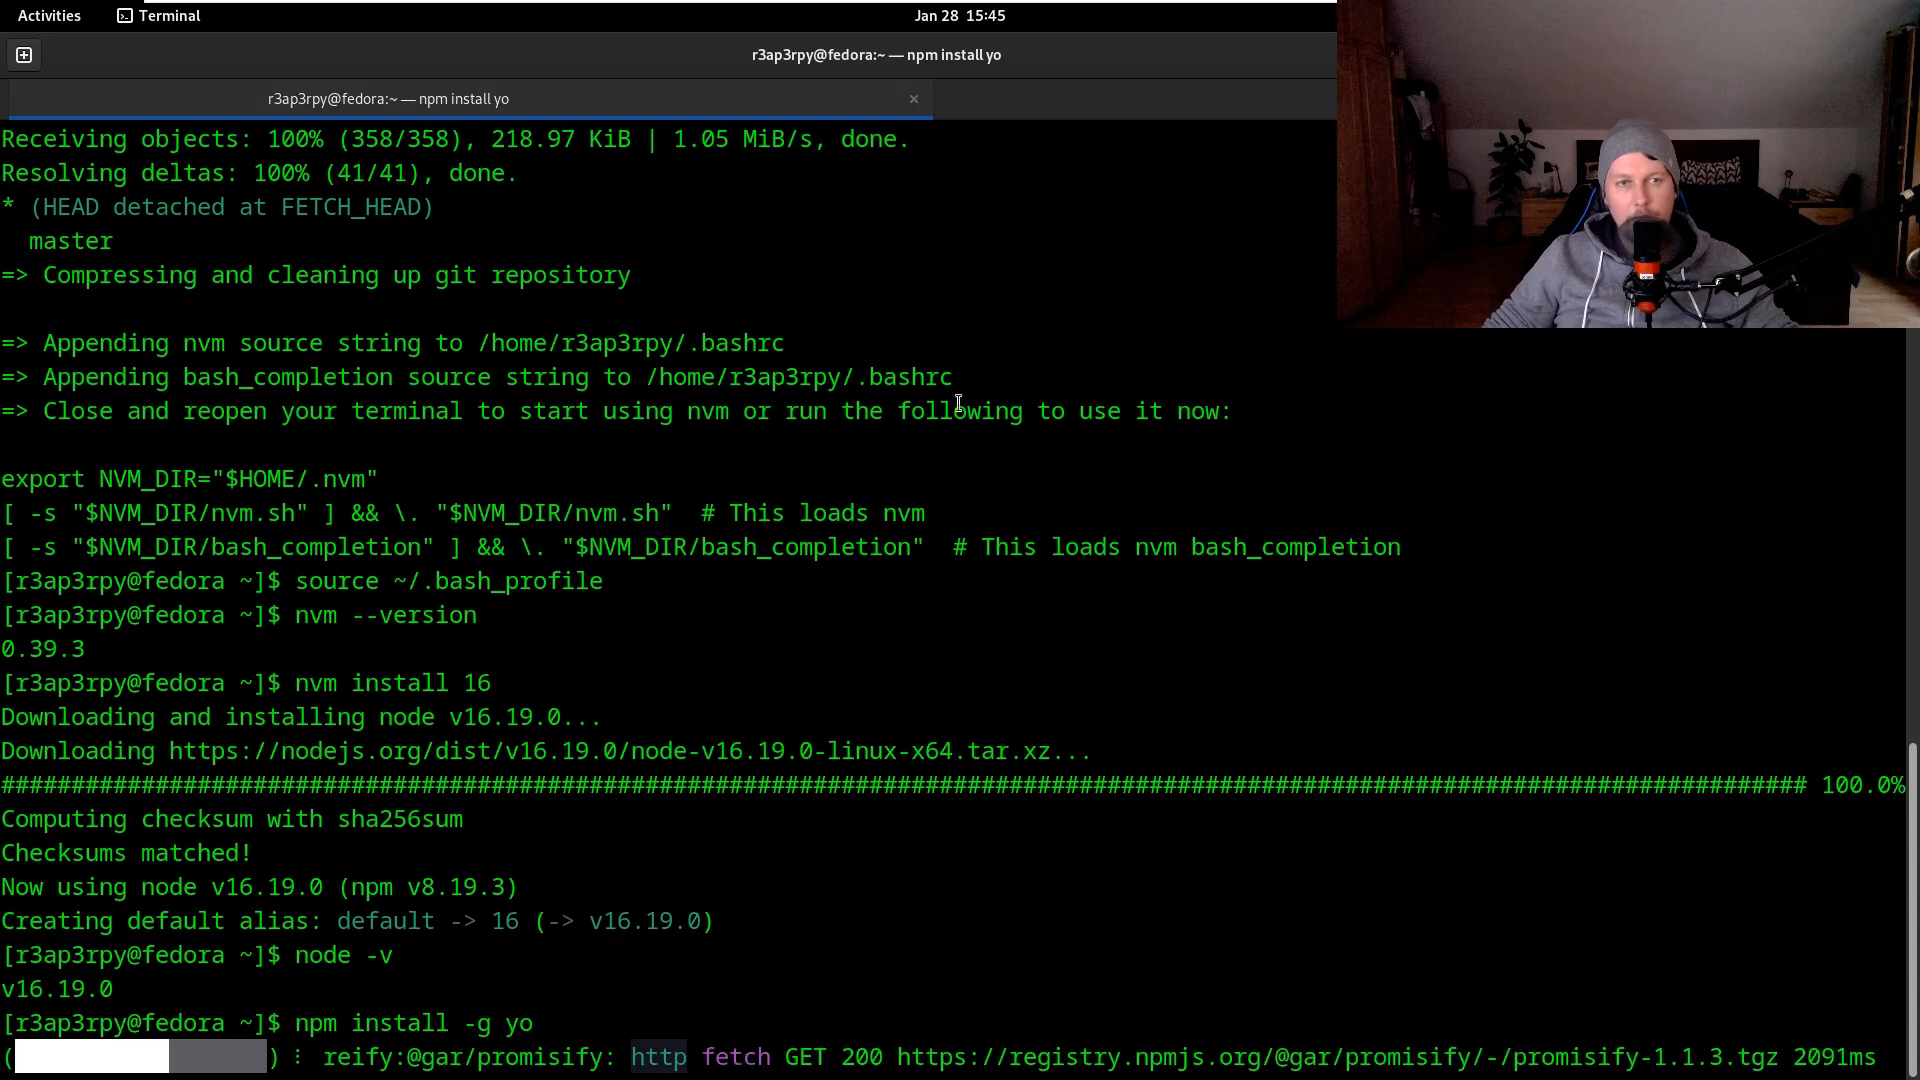 Activities Terminal Jan 28 15:45
r3ap3rpy@fedora:~ — npm install yo
r3ap3rpy@fedora:~ — npm install yo ×
Receiving objects: 100% (358/358), 218.97 KiB | 1.05 MiB/s, done.
Resolving deltas: 100% (41/41), done.
* (HEAD detached at FETCH_HEAD)
master
=> Compressing and cleaning up git repository
=> Appending nvm source string to /home/r3ap3rpy/.bashrc
=> Appending bash_completion source string to /home/r3ap3rpy/.bashrc
=> Close and reopen your terminal to start using nvm or run the following to use it now:
export NVM_DIR="$HOME/.nvm"
[ -s "$NVM_DIR/nvm.sh" ] && \. "$NVM_DIR/nvm.sh"  # This loads nvm
[ -s "$NVM_DIR/bash_completion" ] && \. "$NVM_DIR/bash_completion"  # This loads nvm bash_completion
[r3ap3rpy@fedora ~]$ source ~/.bash_profile
[r3ap3rpy@fedora ~]$ nvm --version
0.39.3
[r3ap3rpy@fedora ~]$ nvm install 16
Downloading and installing node v16.19.0...
Downloading https://nodejs.org/dist/v16.19.0/node-v16.19.0-linux-x64.tar.xz...
################################################################################################################################# 100.0%
Computing checksum with sha256sum
Checksums matched!
Now using node v16.19.0 (npm v8.19.3)
Creating default alias: default -> 16 (-> v16.19.0)
[r3ap3rpy@fedora ~]$ node -v
v16.19.0
[r3ap3rpy@fedora ~]$ npm install -g yo
( ) ⸽ reify:@gar/promisify: http fetch GET 200 https://registry.npmjs.org/@gar/promisify/-/promisify-1.1.3.tgz 2091ms